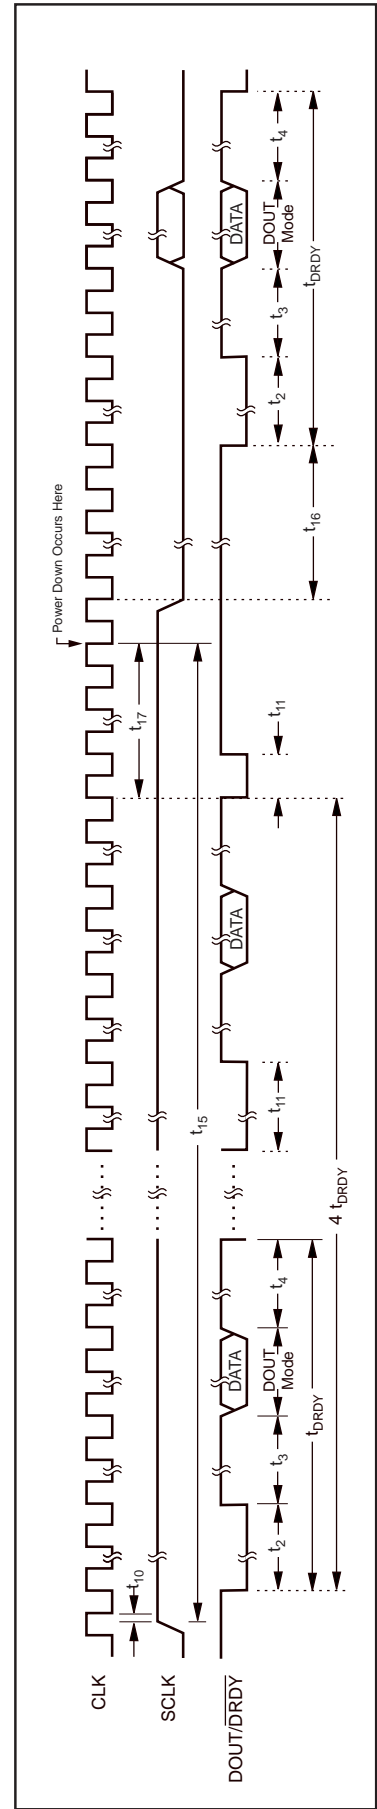 Power Down Occurs Here
CLK
t10
t17
SCLK
t15
DOUT/DRDY
DATA
DATA
DATA
t2
t3
DOUT
Mode
t4
t11
t11
t16
t2
t3
DOUT
Mode
t4
tDRDY
tDRDY
4 tDRDY